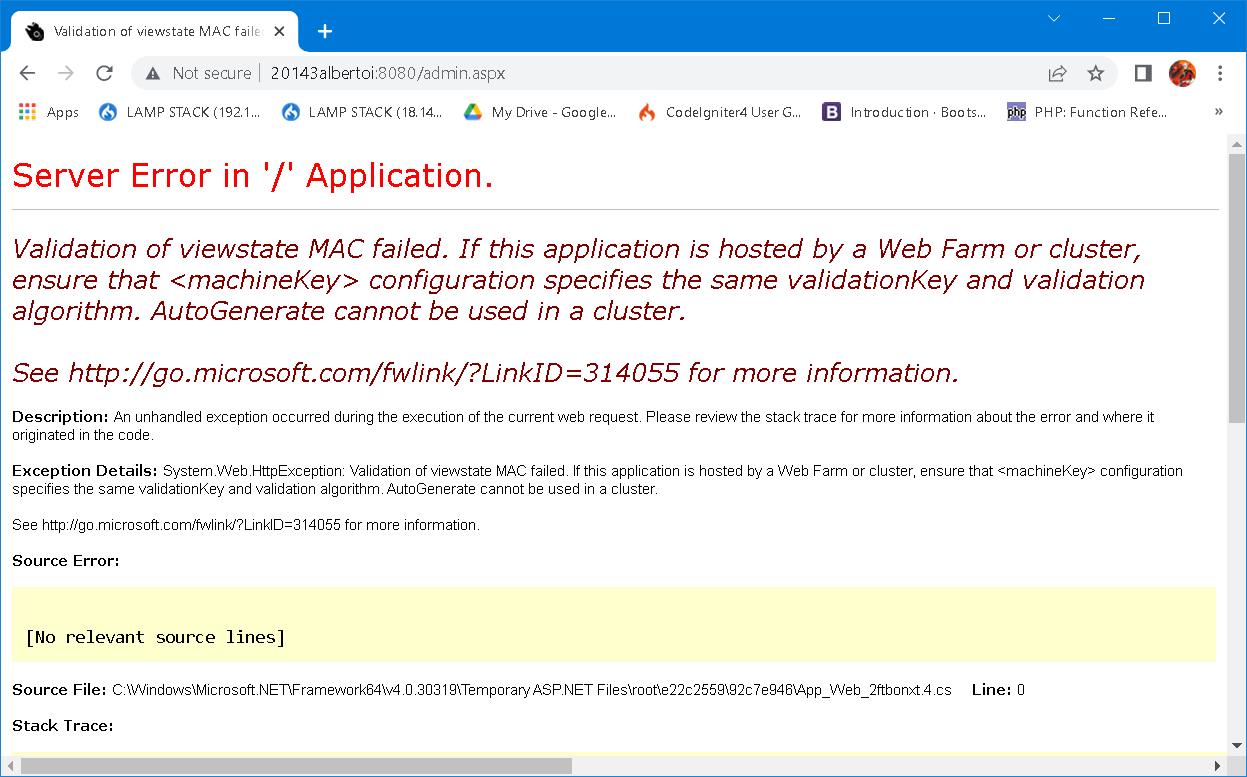 Validation of viewstate MAC faile
Not secure
20143albertoi:8080/admin.aspx
Apps
LAMP STACK (192.1...
LAMP STACK (18.14...
My Drive - Google...
CodeIgniter4 User G...
B
Introduction · Boots...
php
PHP: Function Refe...
»
Server Error in '/' Application.
Validation of viewstate MAC failed. If this application is hosted by a Web Farm or cluster,
ensure that <machineKey> configuration specifies the same validationKey and validation
algorithm. AutoGenerate cannot be used in a cluster.
See http://go.microsoft.com/fwlink/?LinkID=314055 for more information.
Description: An unhandled exception occurred during the execution of the current web request. Please review the stack trace for more information about the error and where it
originated in the code.
Exception Details: System.Web.HttpException: Validation of viewstate MAC failed. If this application is hosted by a Web Farm or cluster, ensure that <machineKey> configuration
specifies the same validationKey and validation algorithm. AutoGenerate cannot be used in a cluster.
See http://go.microsoft.com/fwlink/?LinkID=314055 for more information.
Source Error:
[No relevant source lines]
Source File: C:\Windows\Microsoft.NET\Framework64\v4.0.30319\Temporary ASP.NET Files\root\e22c2559\92c7e946\App_Web_2ftbonxt.4.cs    Line: 0
Stack Trace: